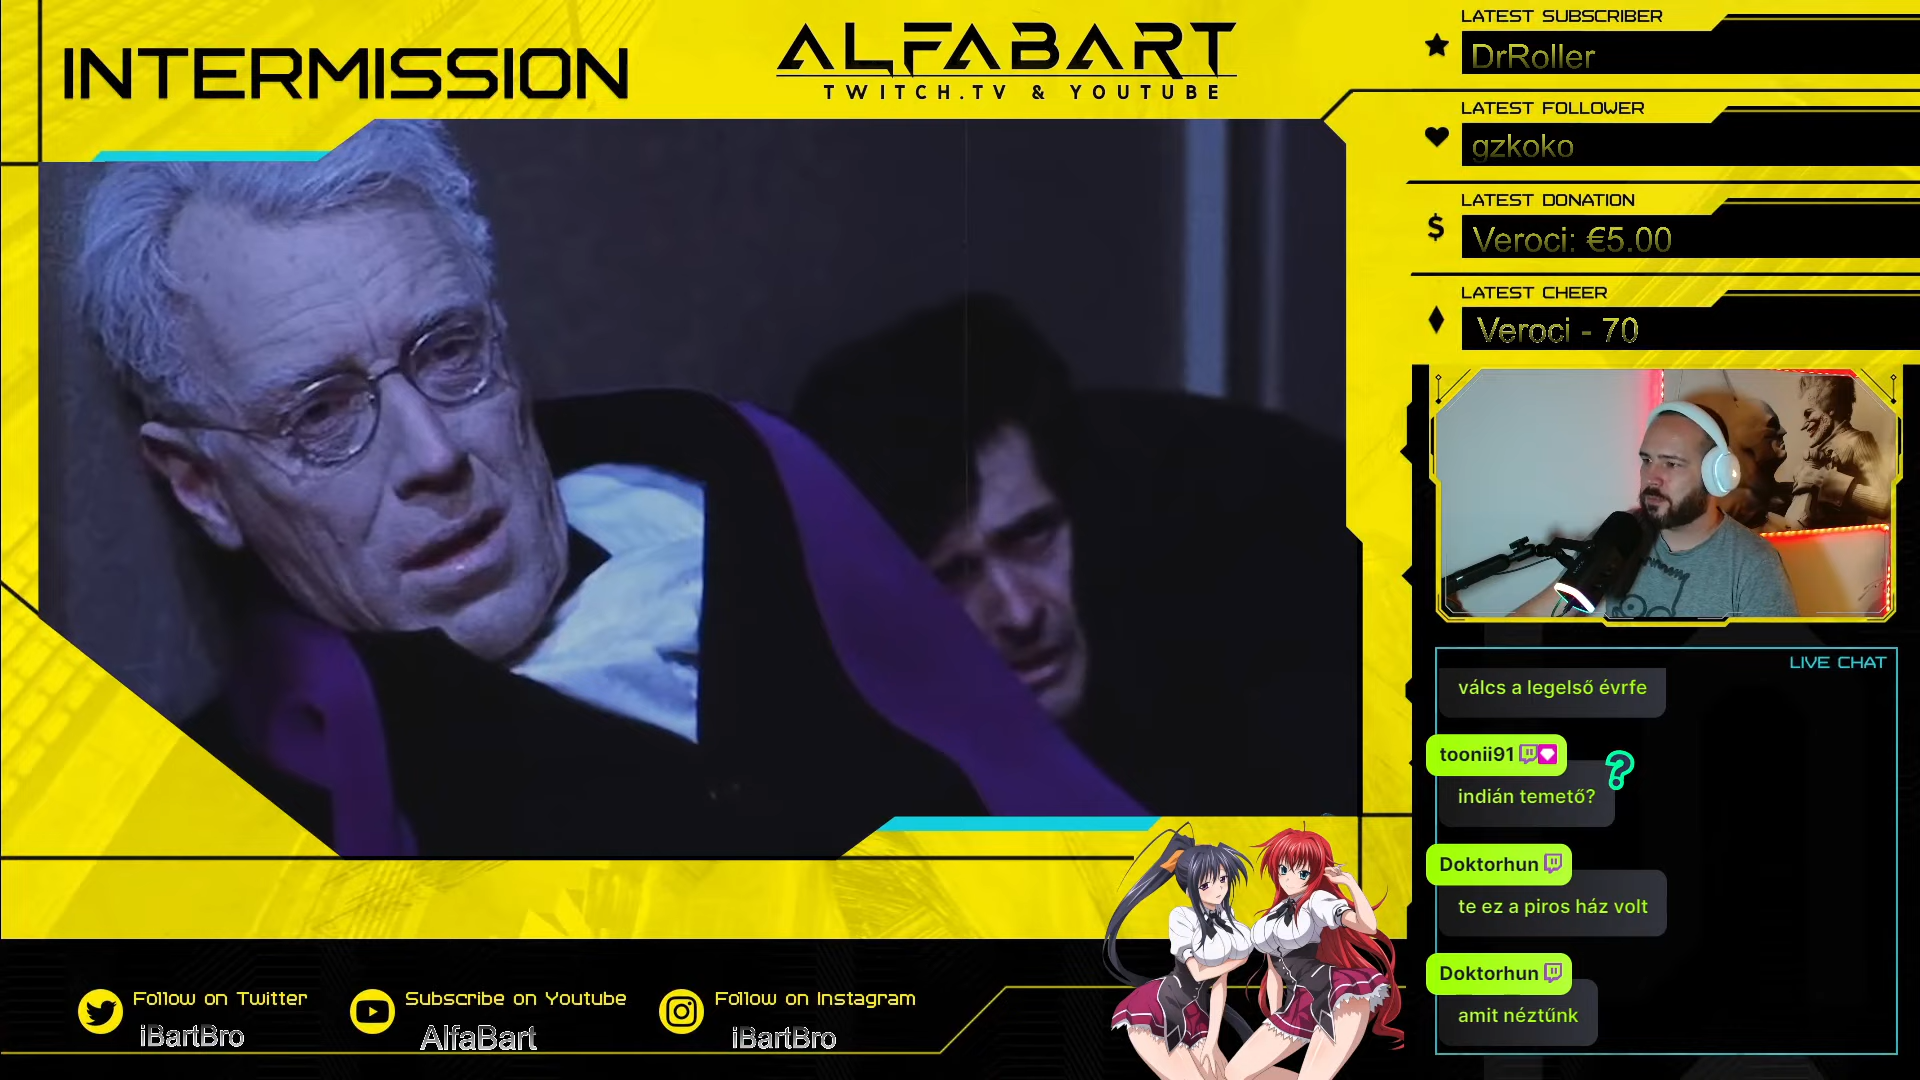 INTERMISSION
ALFABART
TWITCH.TV & YOUTUBE
LATEST SUBSCRIBER
DrRoller
LATEST FOLLOWER
gzkoko
LATEST DONATION
$
Veroci: €5.00
LATEST CHEER
Veroci - 70
LIVE CHAT
válcs a legelső évrfe
toonii91
?
indián temető?
Doktorhun
te ez a piros ház volt
Doktorhun
amit néztűnk
Follow on Twitter
iBartBro
Subscribe on Youtube
AlfaBart
Follow on Instagram
iBartBro